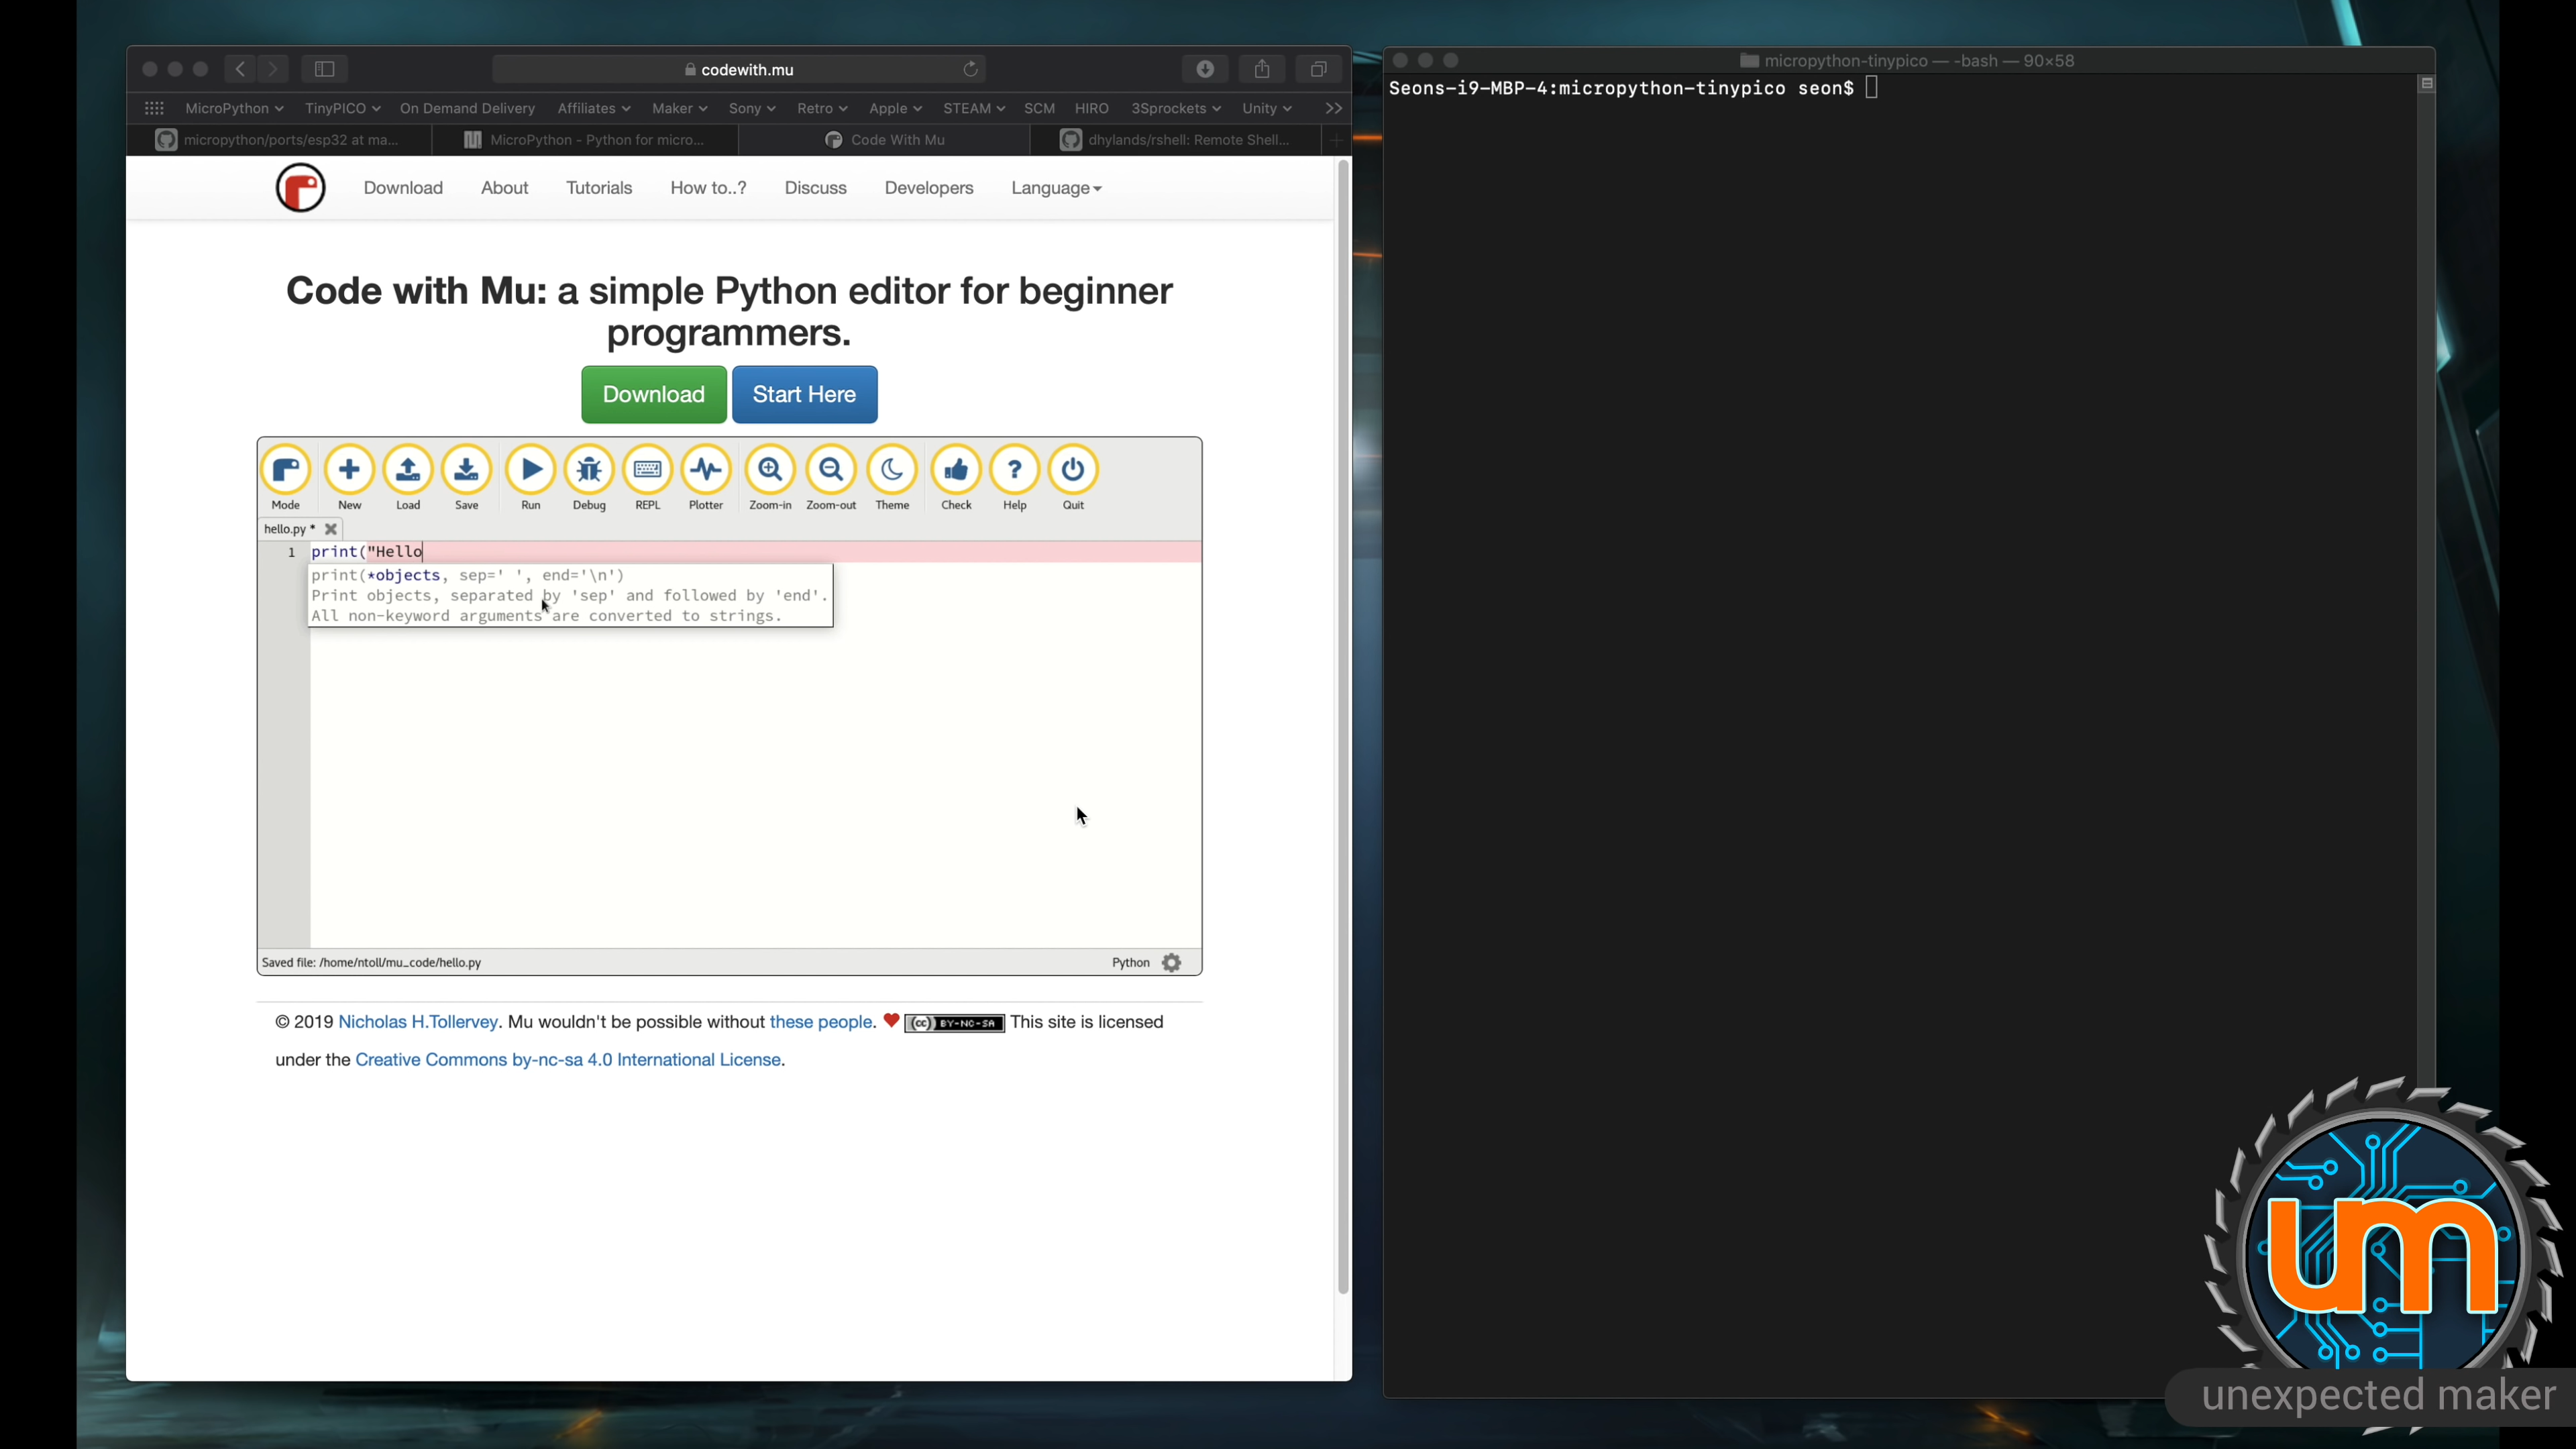 codewith.mu
MicroPython TinyPICO On Demand Delivery Affiliates Maker Sony Retro Apple STEAM SCM HIRO 3Sprockets Unity
micropython/ports/esp32 at ma... MicroPython - Python for micro... Code With Mu dhylands/rshell: Remote Shell...
Download About Tutorials How to..? Discuss Developers Language
Code with Mu: a simple Python editor for beginner
programmers.
Download Start Here
Mode New Load Save Run Debug REPL Plotter Zoom-in Zoom-out Theme Check Help Quit
hello.py *
1 print("Hello
print(*objects, sep=' ', end='\n')
Print objects, separated by 'sep' and followed by 'end'.
All non-keyword arguments are converted to strings.
Saved file: /home/ntoll/mu_code/hello.py Python
© 2019 Nicholas H.Tollervey. Mu wouldn't be possible without these people. (cc) BY-NC-SA This site is licensed
under the Creative Commons by-nc-sa 4.0 International License.
micropython-tinypico — -bash — 90×58
Seons-i9-MBP-4:micropython-tinypico seon$
um
unexpected maker